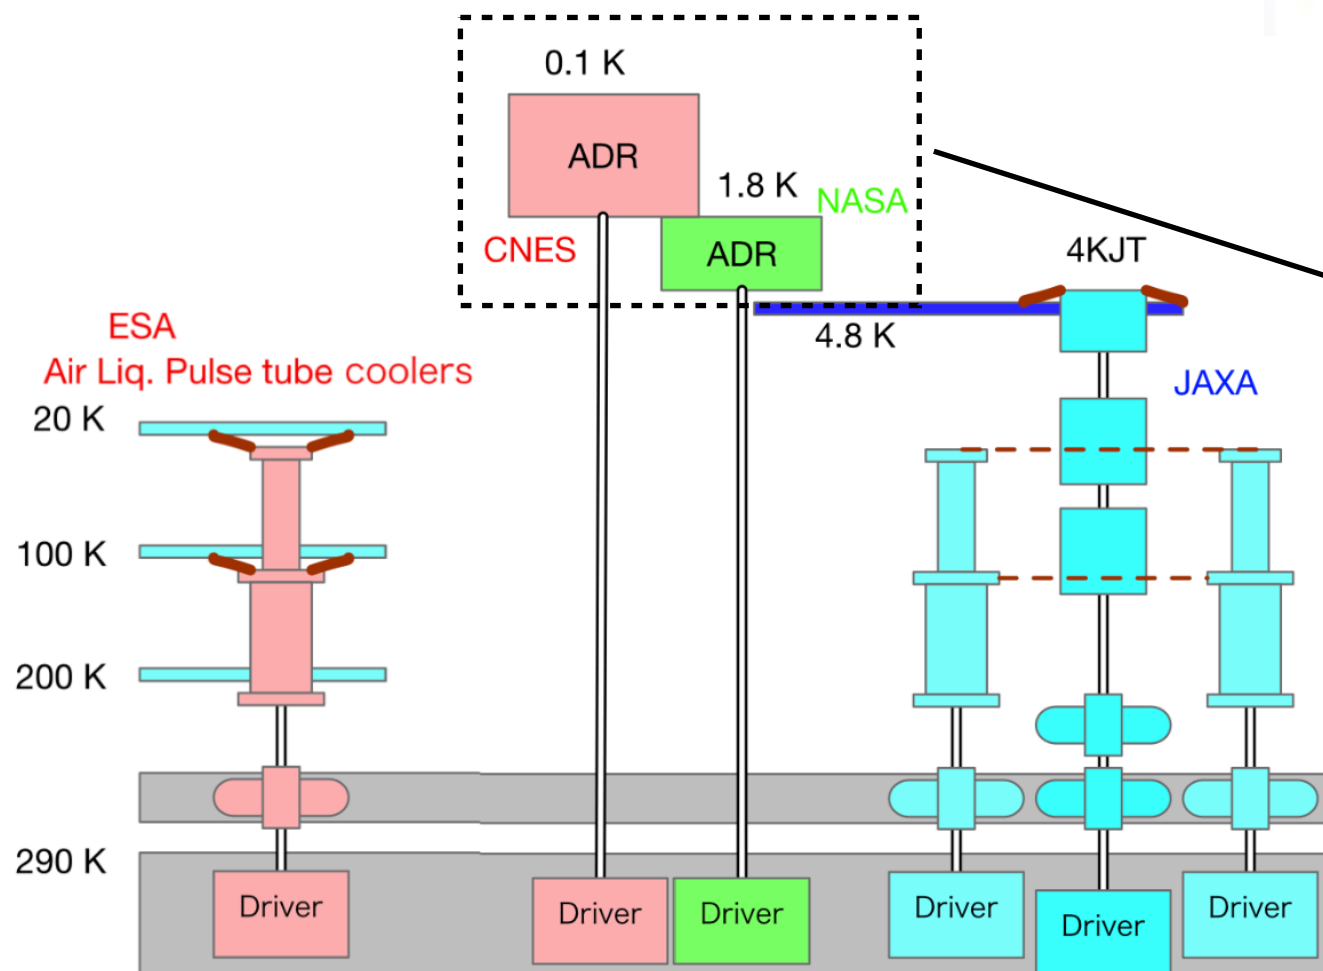 0.1 K
ADR
1.8 K
NASA
CNES
ADR
4KJT
4.8 K
ESA
Air Liq. Pulse tube coolers
JAXA
20 K
100 K
200 K
290 K
Driver
Driver
Driver
Driver
Driver
Driver